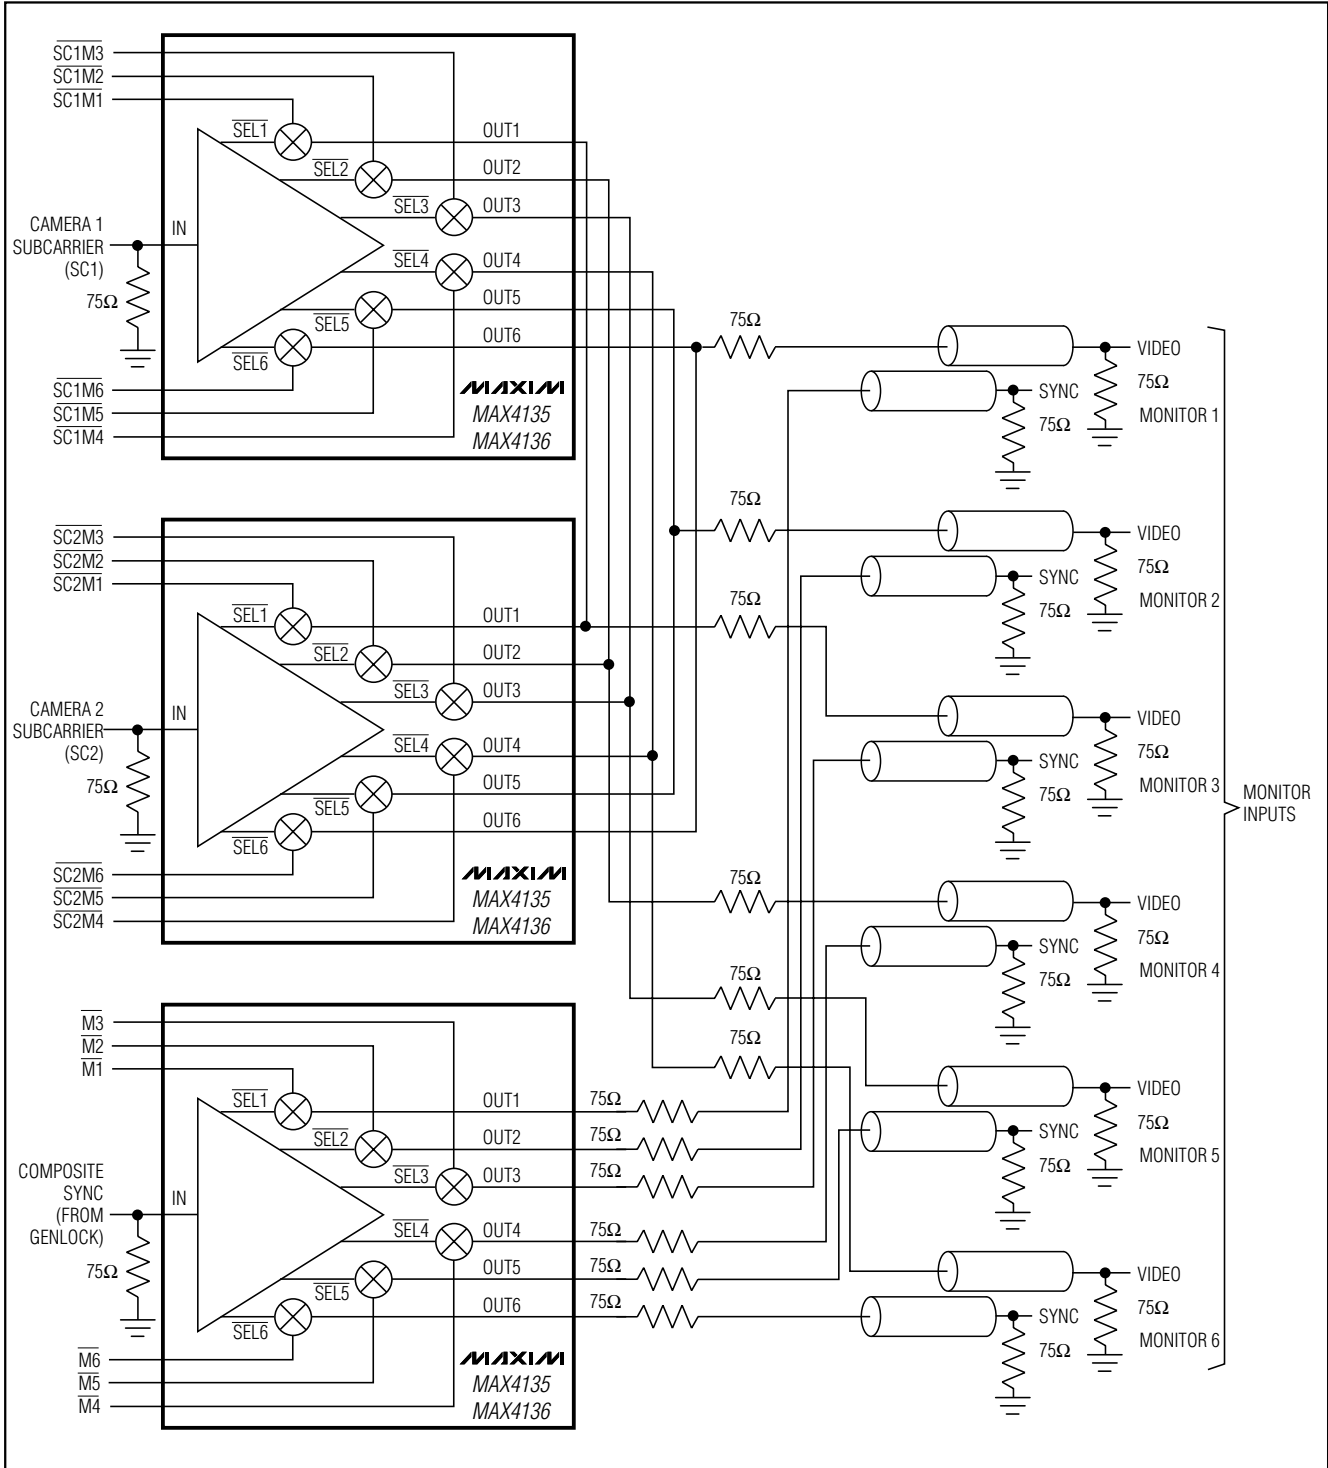 SC1M3
SC1M2
SC1M1
SEL1
OUT1
SEL2
OUT2
SEL3
OUT3
CAMERA 1
SUBCARRIER
(SC1)
IN
75Ω
SEL4
OUT4
SEL5
OUT5
SEL6
OUT6
SC1M6
SC1M5
SC1M4
MAXIM
MAX4135
MAX4136
75Ω
VIDEO
75Ω
SYNC
75Ω
MONITOR 1
SC2M3
SC2M2
SC2M1
SEL1
OUT1
SEL2
OUT2
SEL3
OUT3
CAMERA 2
SUBCARRIER
(SC2)
IN
75Ω
SEL4
OUT4
SEL5
OUT5
SEL6
OUT6
SC2M6
SC2M5
SC2M4
MAXIM
MAX4135
MAX4136
75Ω
VIDEO
75Ω
SYNC
75Ω
MONITOR 2
75Ω
VIDEO
75Ω
SYNC
75Ω
MONITOR 3
MONITOR
INPUTS
75Ω
VIDEO
75Ω
SYNC
75Ω
MONITOR 4
75Ω
75Ω
M3
M2
M1
SEL1
OUT1
75Ω
SEL2
OUT2
75Ω
SEL3
OUT3
75Ω
COMPOSITE
SYNC
(FROM
GENLOCK)
IN
75Ω
SEL4
OUT4
75Ω
SEL5
OUT5
75Ω
SEL6
OUT6
75Ω
M6
M5
M4
MAXIM
MAX4135
MAX4136
VIDEO
75Ω
SYNC
75Ω
MONITOR 5
VIDEO
75Ω
SYNC
75Ω
MONITOR 6